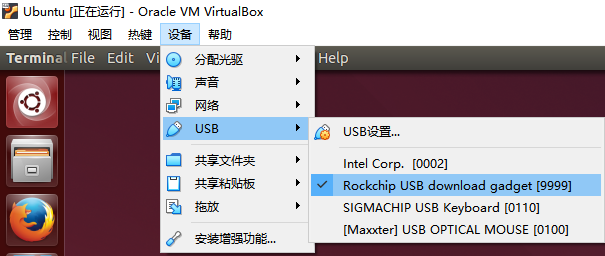 Ubuntu [正在运行] - Oracle VM VirtualBox
管理 控制 视图 热键 设备 帮助
Terminal File Edit Vi Help
分配光驱
声音
网络
USB
USB设置...
Intel Corp. [0002]
共享文件夹
Rockchip USB download gadget [9999]
共享粘贴板
SIGMACHIP USB Keyboard [0110]
拖放
[Maxxter] USB OPTICAL MOUSE [0100]
安装增强功能...